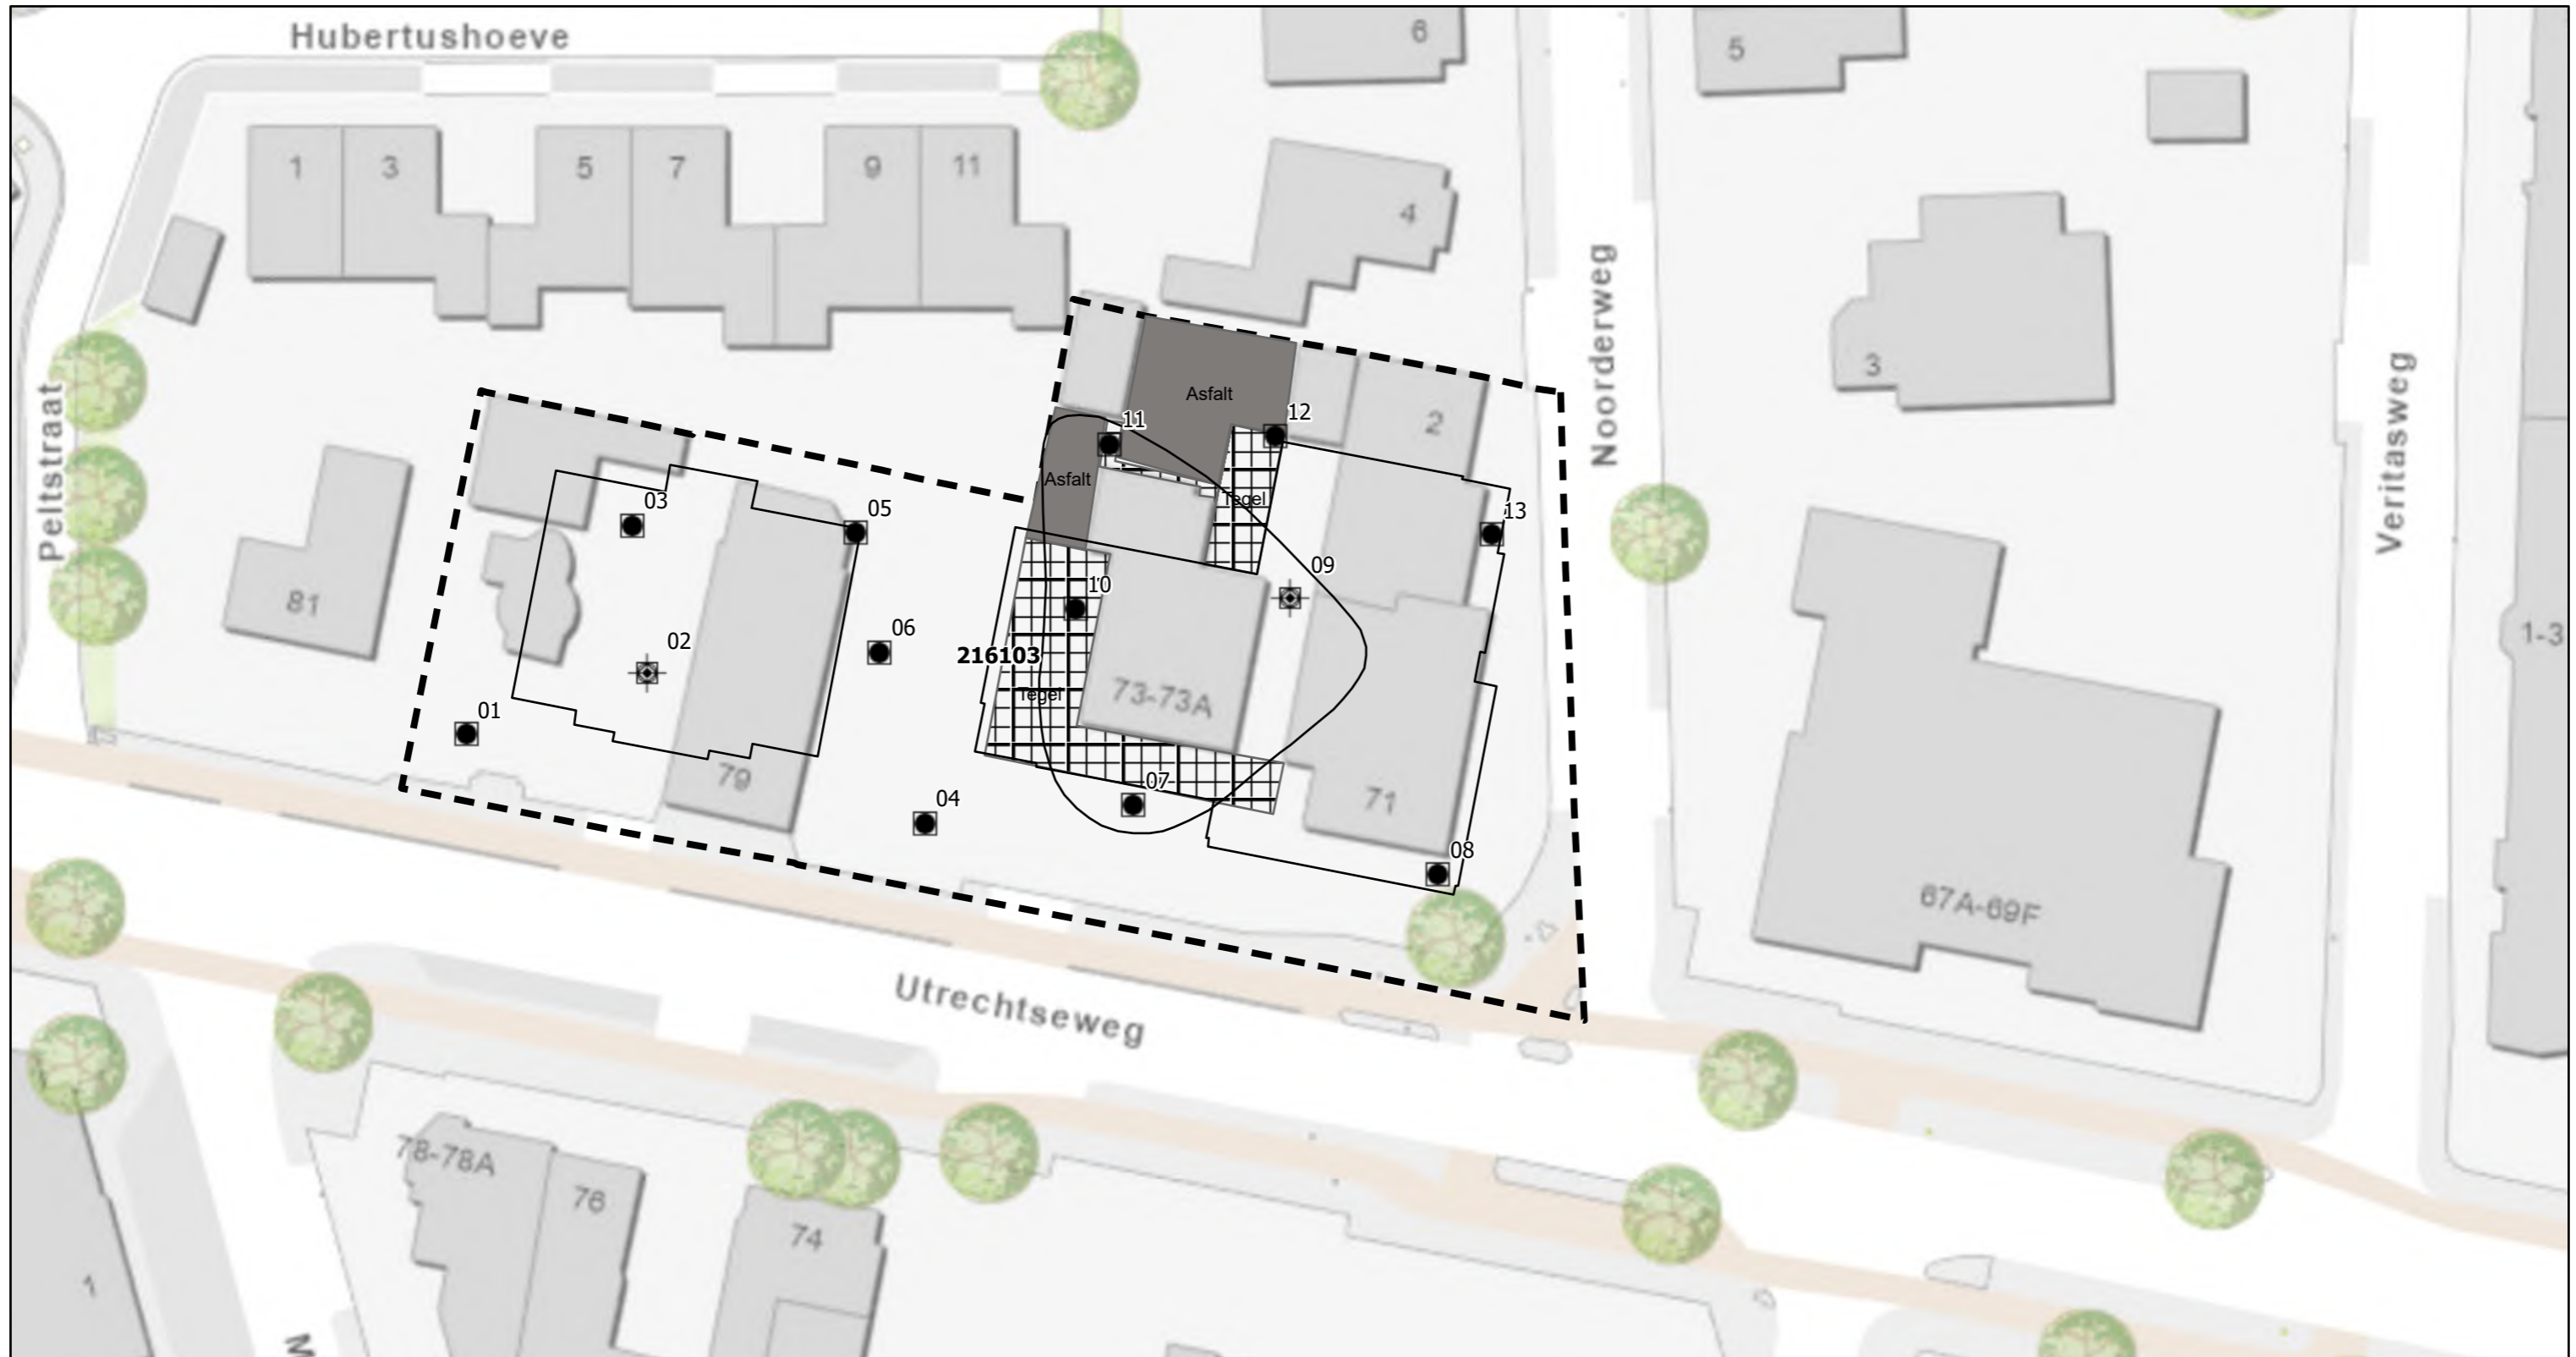 Hubertushoeve
6
5
1
3
5
7
9
11
4
Noorderweg
Veritasweg
Peltstraat
3
Asfalt
11
12
2
03
05
Asfalt
Tegel
13
81
09
10
06
02
216103
1-3
01
Tegel
73-73A
79
04
07
71
08
67A-69F
Utrechtseweg
78-78A
76
74
1
M